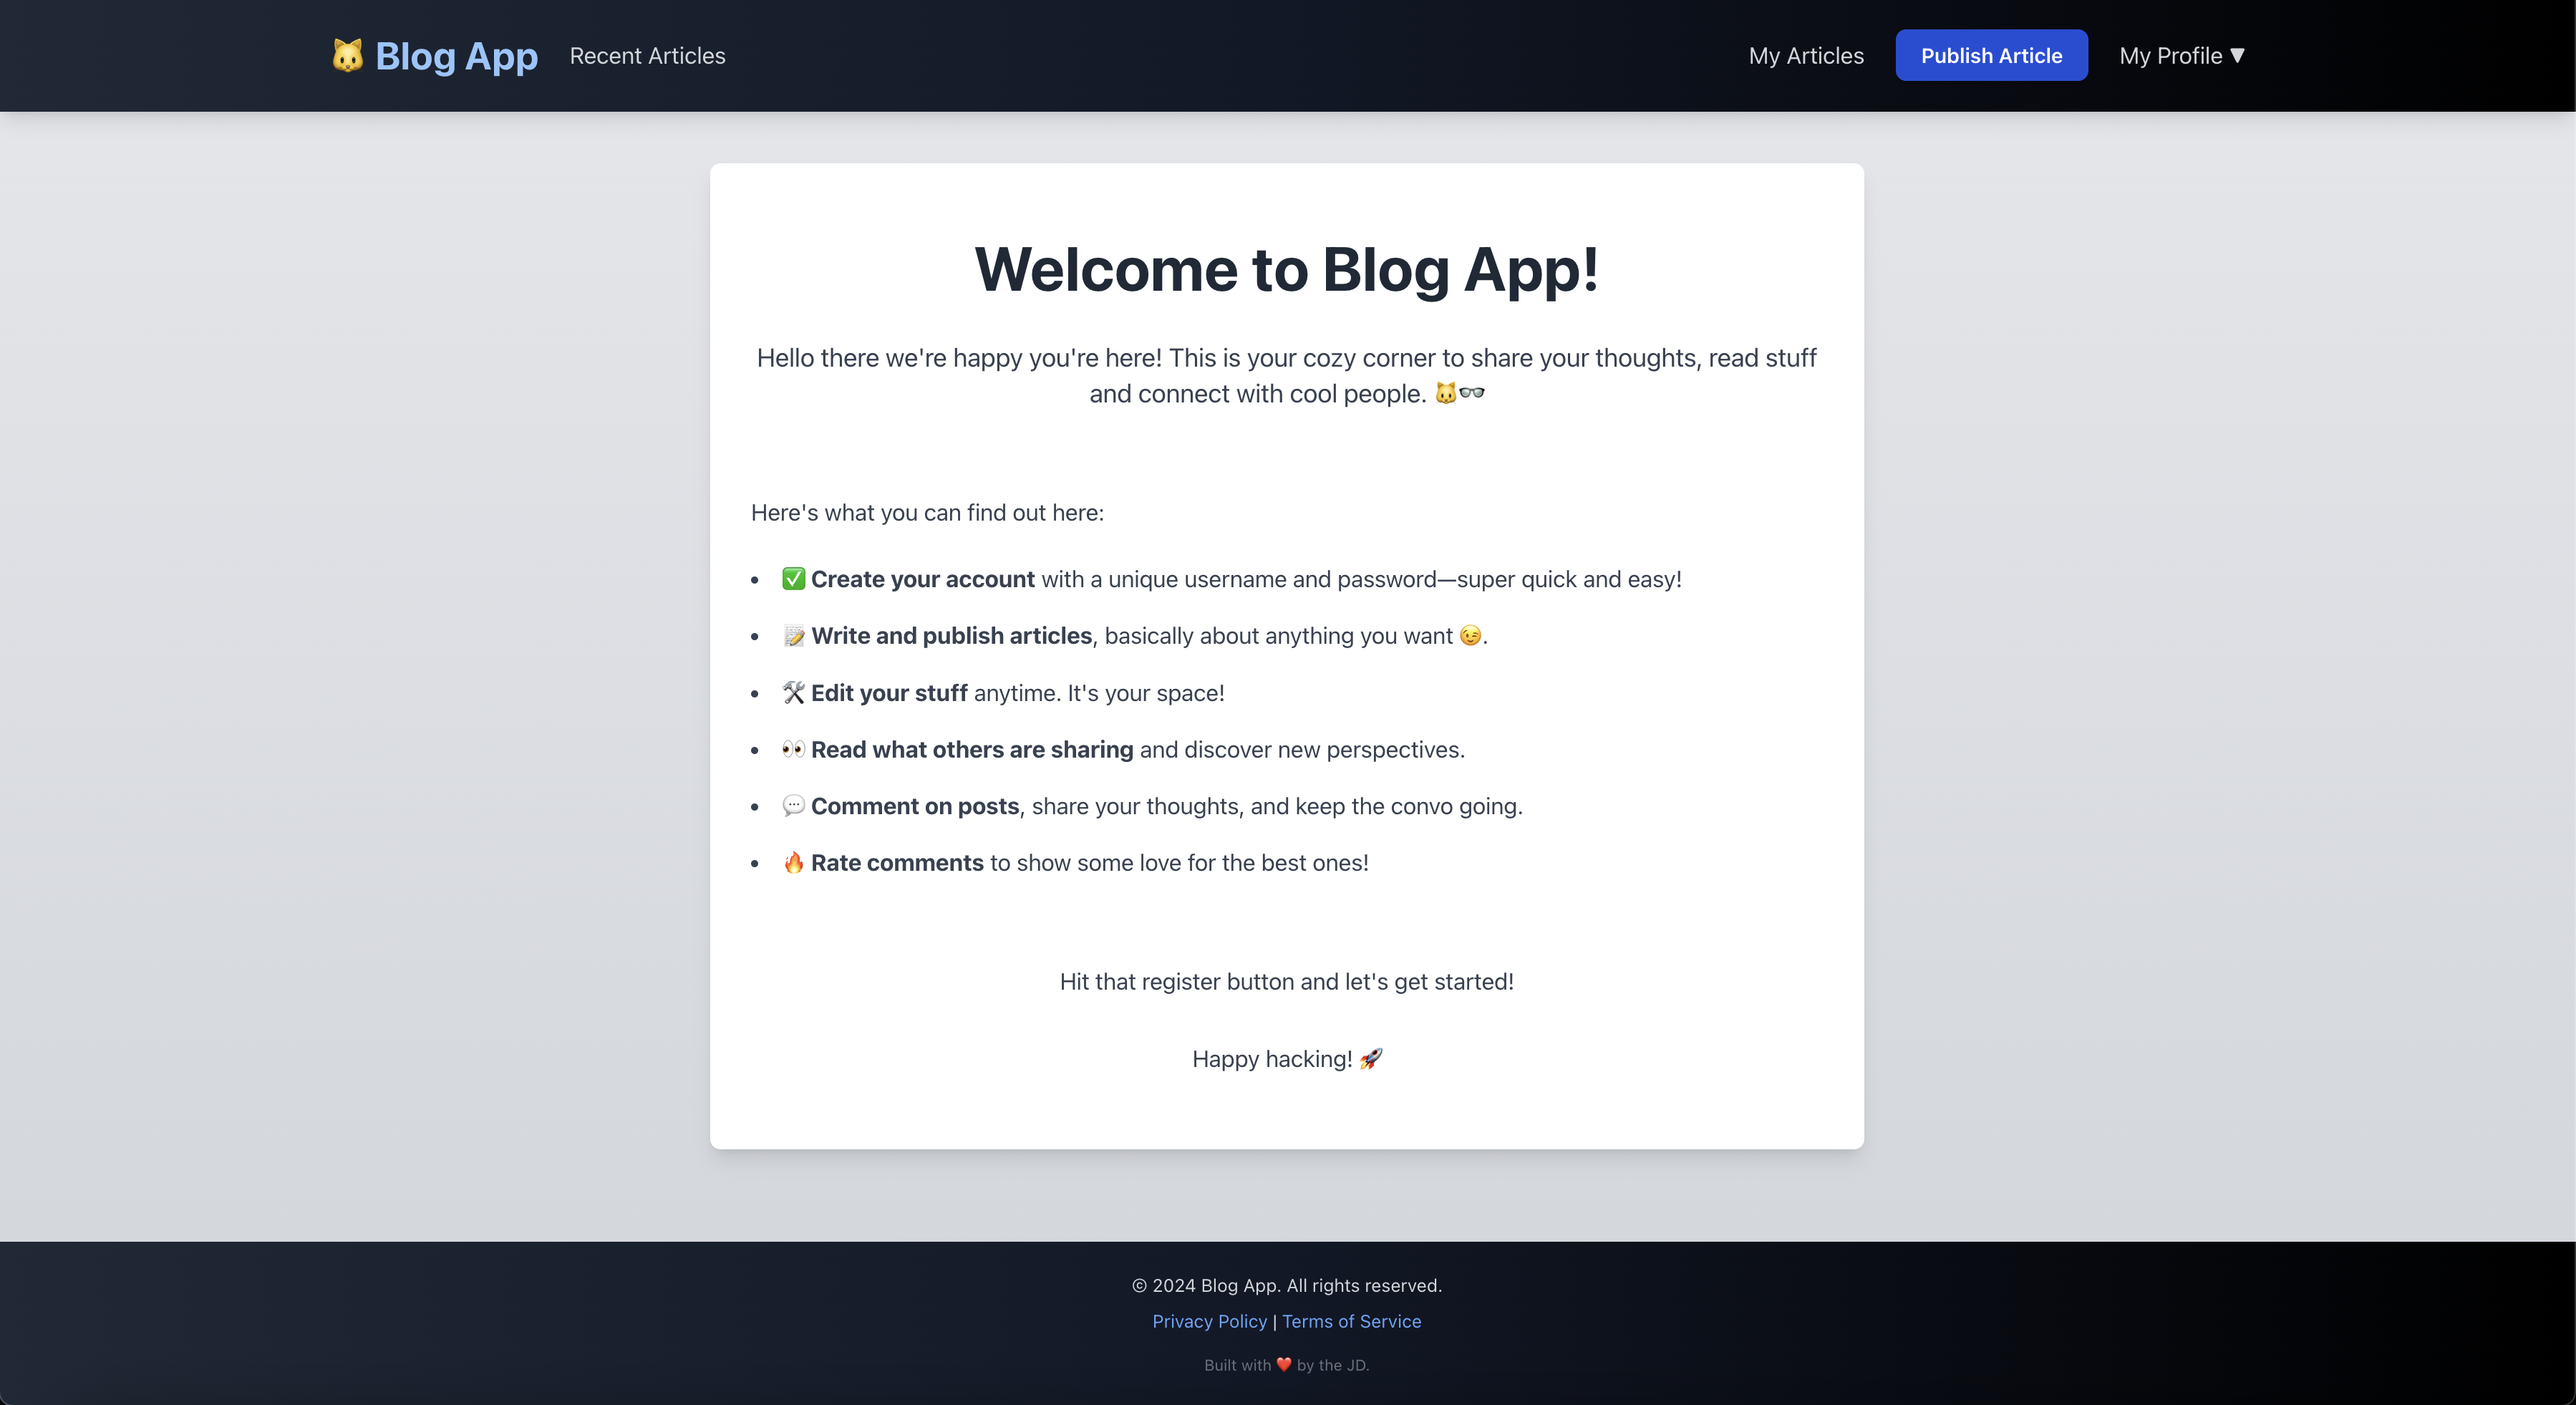 🐱 Blog App Recent Articles My Articles Publish Article My Profile ▼
Welcome to Blog App!
Hello there we're happy you're here! This is your cozy corner to share your thoughts, read stuff
and connect with cool people. 🐱👓
Here's what you can find out here:
• ✅ Create your account with a unique username and password—super quick and easy!
• 📝 Write and publish articles, basically about anything you want 😉.
• 🛠 Edit your stuff anytime. It's your space!
• 👀 Read what others are sharing and discover new perspectives.
• 💬 Comment on posts, share your thoughts, and keep the convo going.
• 🔥 Rate comments to show some love for the best ones!
Hit that register button and let's get started!
Happy hacking! 🚀
© 2024 Blog App. All rights reserved.
Privacy Policy | Terms of Service
Built with ❤️ by the JD.